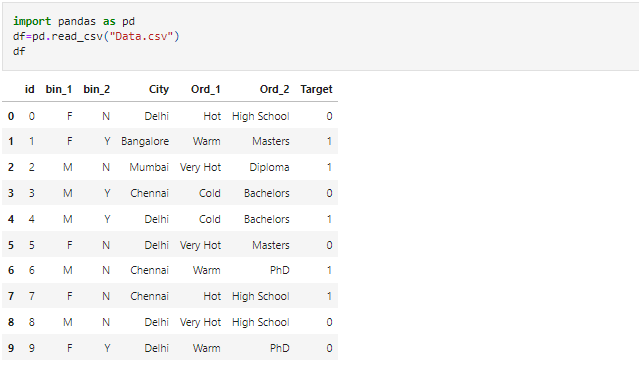 import pandas as pd
df=pd.read_csv("Data.csv")
df
id bin_1 bin_2 City Ord_1 Ord_2 Target
0 0 F N Delhi Hot High School 0
1 1 F Y Bangalore Warm Masters 1
2 2 M N Mumbai Very Hot Diploma 1
3 3 M Y Chennai Cold Bachelors 0
4 4 M Y Delhi Cold Bachelors 1
5 5 F N Delhi Very Hot Masters 0
6 6 M N Chennai Warm PhD 1
7 7 F N Chennai Hot High School 1
8 8 M N Delhi Very Hot High School 0
9 9 F Y Delhi Warm PhD 0